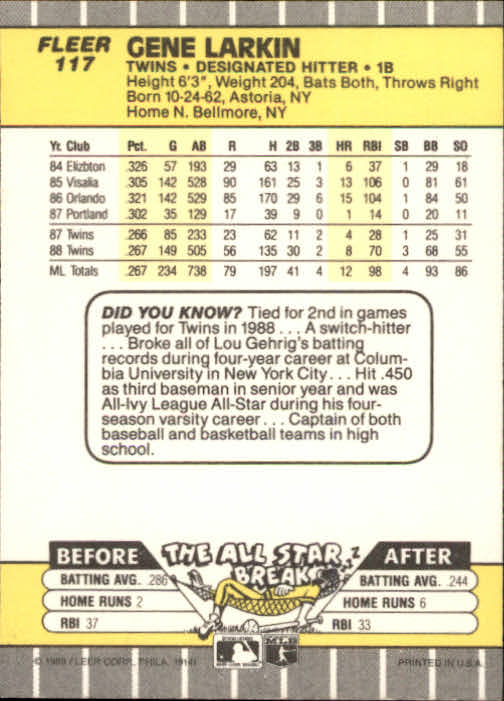 FLEER
117
GENE LARKIN
TWINS • DESIGNATED HITTER • 1B
Height 6'3", Weight 204, Bats Both, Throws Right
Born 10-24-62, Astoria, NY
Home N. Bellmore, NY
Yr. Club Pct. G AB R H 2B 3B HR RBI SB BB SO
84 Elizbton .326 57 193 29 63 13 1 6 37 1 29 18
85 Visalia .305 142 528 90 161 25 3 13 106 0 81 61
86 Orlando .321 142 529 85 170 29 6 15 104 1 84 50
87 Portland .302 35 129 17 39 9 0 1 14 0 20 11
87 Twins .266 85 233 23 62 11 2 4 28 1 25 31
88 Twins .267 149 505 56 135 30 2 8 70 3 68 55
ML Totals .267 234 738 79 197 41 4 12 98 4 93 86
DID YOU KNOW? Tied for 2nd in games
played for Twins in 1988 . . . A switch-hitter
. . . Broke all of Lou Gehrig's batting
records during four-year career at Colum-
bia University in New York City . . . Hit .450
as third baseman in senior year and was
All-Ivy League All-Star during his four-
season varsity career . . . Captain of both
baseball and basketball teams in high
school.
BEFORE THE ALL STAR BREAK AFTER
BATTING AVG. .286 BATTING AVG. .244
HOME RUNS 2 HOME RUNS 6
RBI 37 RBI 33
MLB
© 1989 FLEER CORP., PHILA. 19141 PRINTED IN U.S.A.